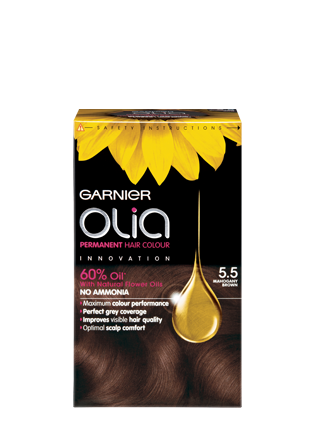 SAFETY INSTRUCTIONS
GARNIER
OLIA
PERMANENT HAIR COLOUR
INNOVATION
60% Oil
With Natural Flower Oils
NO AMMONIA
Maximum colour performance
Perfect grey coverage
Improves visible hair quality
Optimal scalp comfort
5.5
MAHOGANY
BROWN